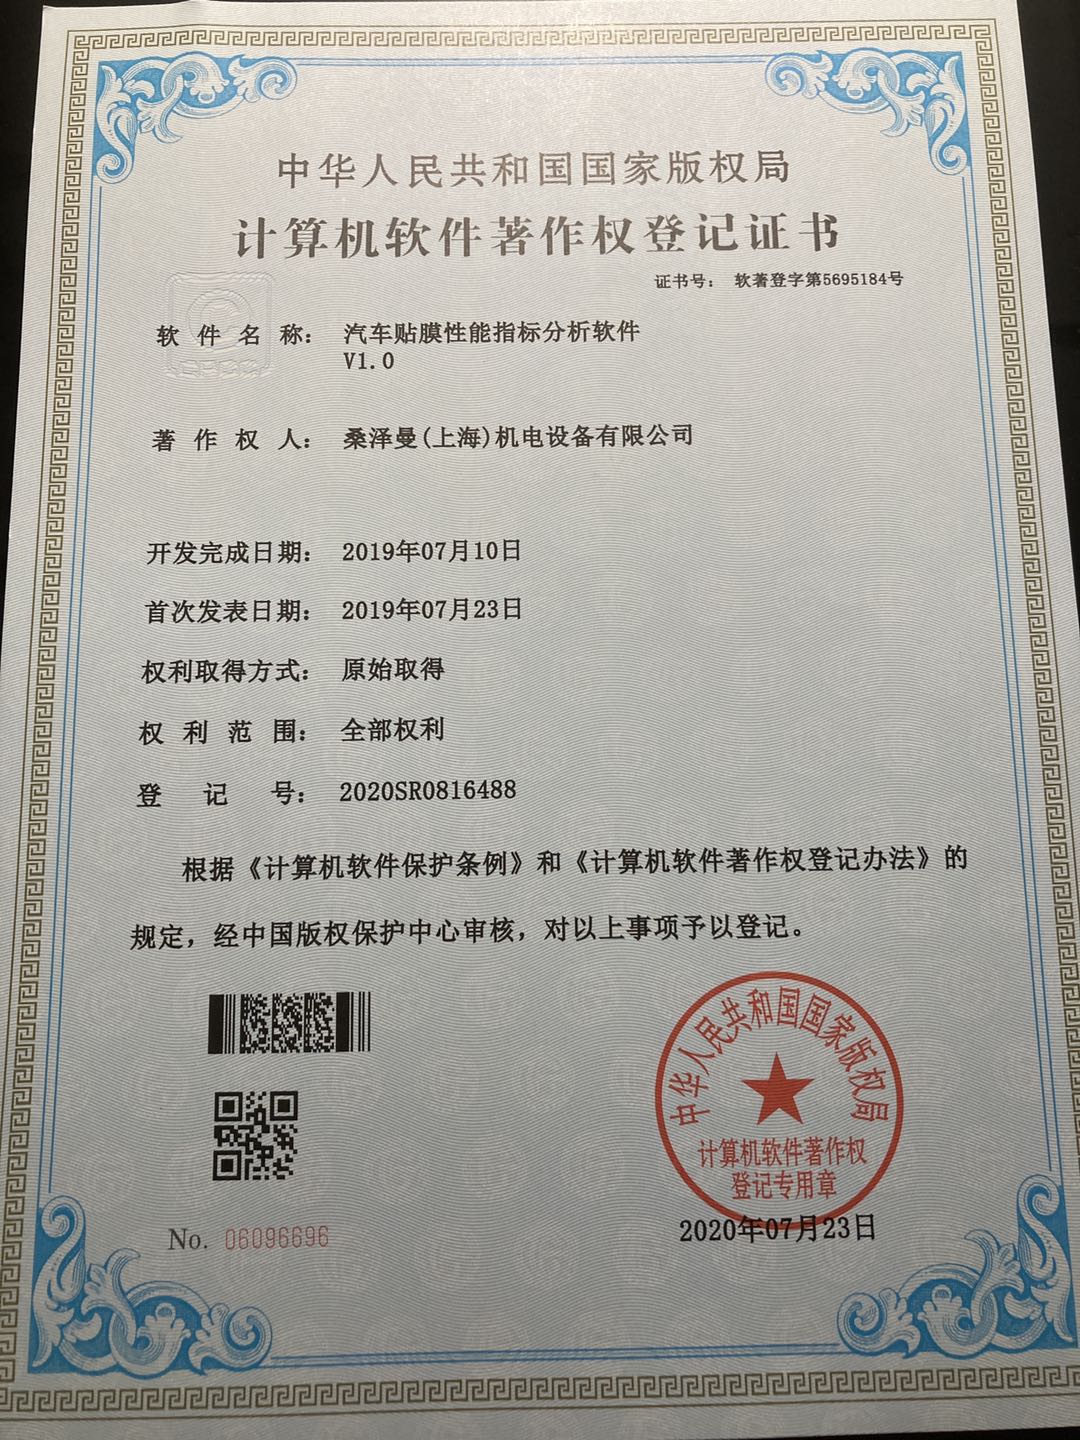 中华人民共和国国家版权局
计算机软件著作权登记证书
证书号： 软著登字第5695184号
软件名称： 汽车贴膜性能指标分析软件
V1.0
著作权人： 桑泽曼(上海)机电设备有限公司
开发完成日期： 2019年07月10日
首次发表日期： 2019年07月23日
权利取得方式： 原始取得
权利范围： 全部权利
登记号： 2020SR0816488
根据《计算机软件保护条例》和《计算机软件著作权登记办法》的
规定，经中国版权保护中心审核，对以上事项予以登记。
中华人民共和国国家版权局
计算机软件著作权
登记专用章
No. 06096696
2020年07月23日